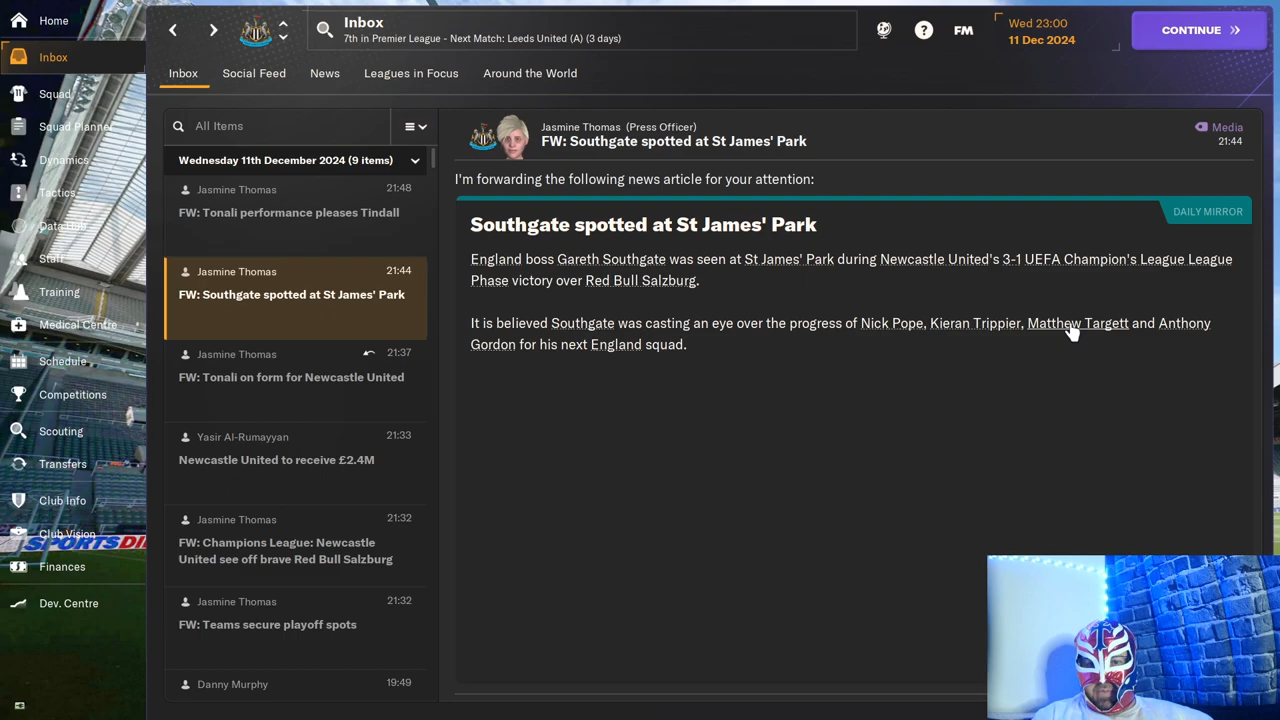 Home
Inbox
Squad
Squad Planner
Dynamics
Tactics
Data Hub
Staff
Training
Medical Centre
Schedule
Competitions
Scouting
Transfers
Club Info
Club Vision
SPORTS DI
Finances
Dev. Centre
Inbox
7th in Premier League - Next Match: Leeds United (A) (3 days)
FM
Wed 23:00
11 Dec 2024
CONTINUE
Inbox
Social Feed
News
Leagues in Focus
Around the World
All Items
Wednesday 11th December 2024 (9 items)
Jasmine Thomas 21:48
FW: Tonali performance pleases Tindall
Jasmine Thomas 21:44
FW: Southgate spotted at St James' Park
Jasmine Thomas 21:37
FW: Tonali on form for Newcastle United
Yasir Al-Rumayyan 21:33
Newcastle United to receive £2.4M
Jasmine Thomas 21:32
FW: Champions League: Newcastle
United see off brave Red Bull Salzburg
Jasmine Thomas 21:32
FW: Teams secure playoff spots
Danny Murphy 19:49
Jasmine Thomas (Press Officer)
FW: Southgate spotted at St James' Park
Media
21:44
I'm forwarding the following news article for your attention:
DAILY MIRROR
Southgate spotted at St James' Park
England boss Gareth Southgate was seen at St James' Park during Newcastle United's 3-1 UEFA Champion's League League
Phase victory over Red Bull Salzburg.
It is believed Southgate was casting an eye over the progress of Nick Pope, Kieran Trippier, Matthew Targett and Anthony
Gordon for his next England squad.